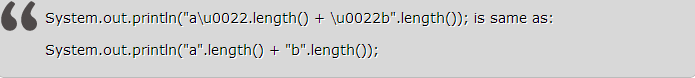 System.out.println("a\u0022.length() + \u0022b".length()); is same as:
System.out.println("a".length() + "b".length());